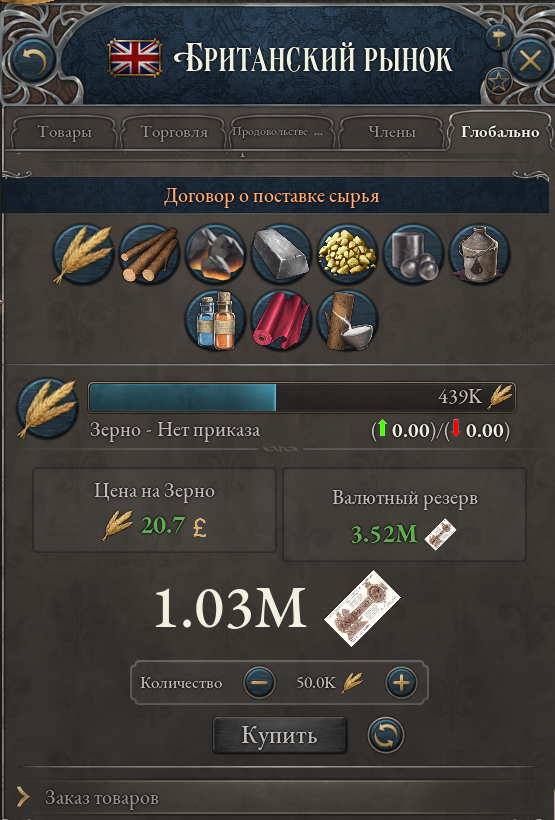 Британский рынок
Товары
Торговля
Продовольстве ...
Члены
Глобально
Договор о поставке сырья
439K
Зерно - Нет приказа
(0.00)/(0.00)
Цена на Зерно
20.7 £
Валютный резерв
3.52M
1.03M
Количество
50.0K
Купить
Заказ товаров